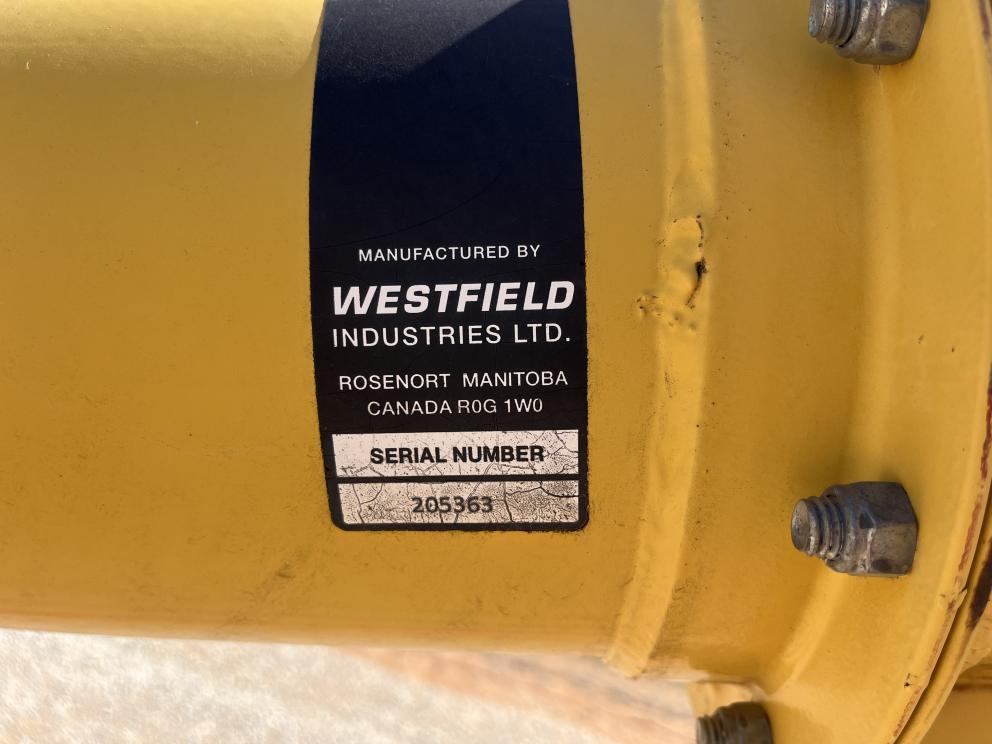 MANUFACTURED BY
WESTFIELD
INDUSTRIES LTD.
ROSENORT MANITOBA
CANADA R0G 1W0
SERIAL NUMBER
205363